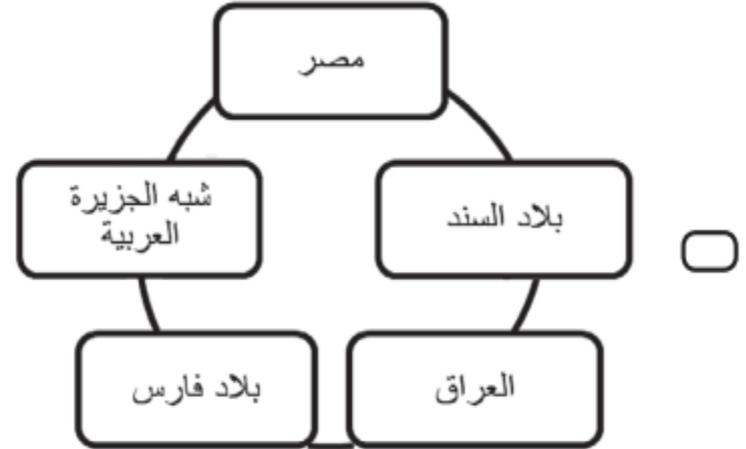 مصر
بلاد السند
شبه الجزيرة
العربية
العراق
بلاد فارس